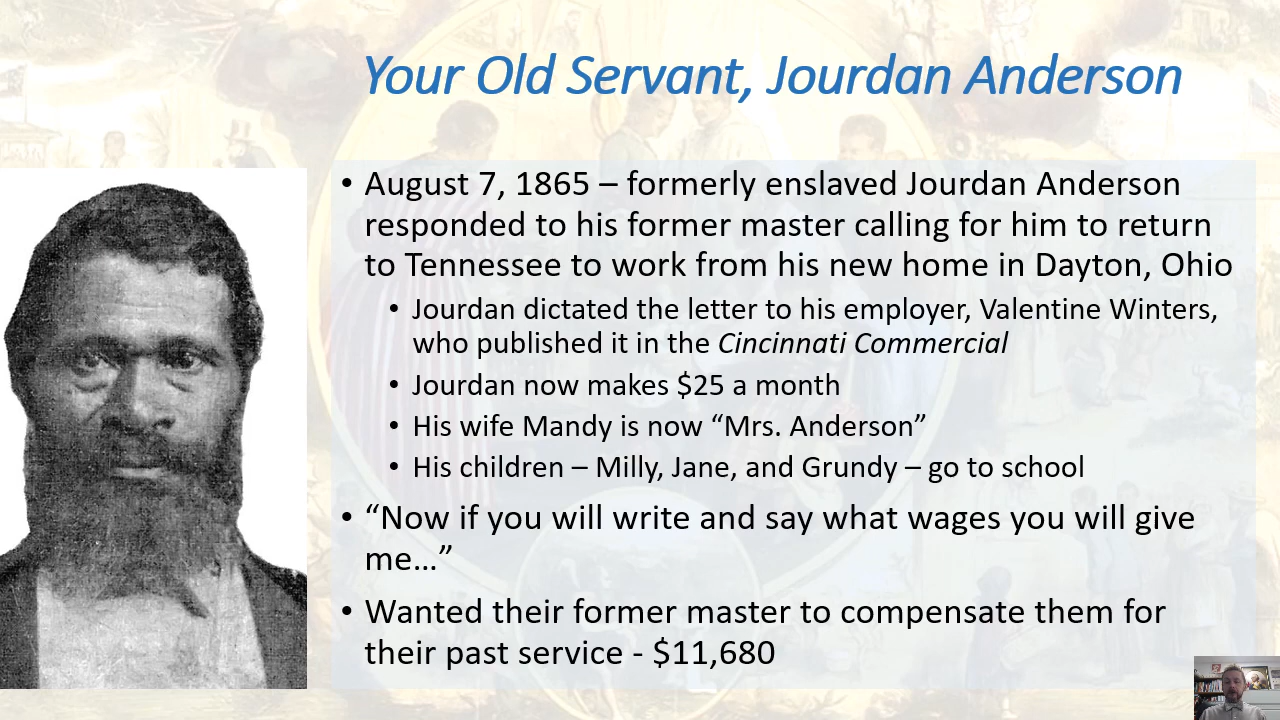 Your Old Servant, Jourdan Anderson
• August 7, 1865 – formerly enslaved Jourdan Anderson
responded to his former master calling for him to return
to Tennessee to work from his new home in Dayton, Ohio
• Jourdan dictated the letter to his employer, Valentine Winters,
who published it in the Cincinnati Commercial
• Jourdan now makes $25 a month
• His wife Mandy is now “Mrs. Anderson”
• His children – Milly, Jane, and Grundy – go to school
• “Now if you will write and say what wages you will give
me…”
• Wanted their former master to compensate them for
their past service - $11,680